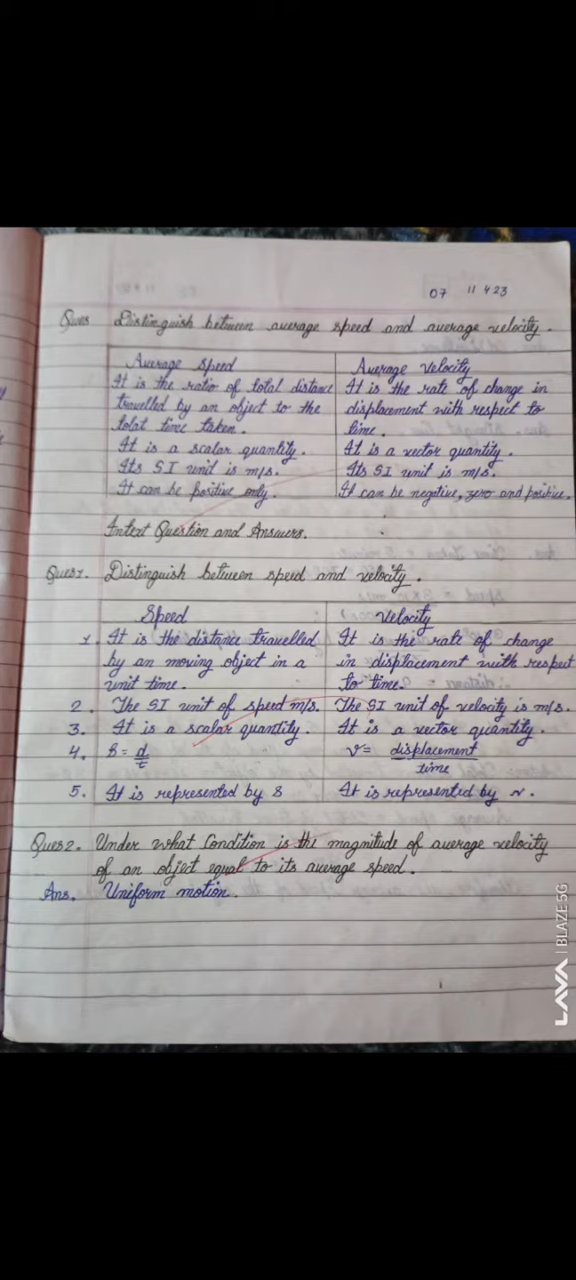 07 11 23
Ques Distinguish between average speed and average velocity.
Average Speed | Average Velocity
It is the ratio of total distance | It is the rate of change in
travelled by an object to the | displacement with respect to
total time taken. | time.
It is a scalar quantity. | It is a vector quantity.
Its SI unit is m/s. | Its SI unit is m/s.
It can be positive only. | It can be negitive, zero and positive.
Intext Question and Answers.
Ques1. Distinguish between speed and velocity.
Speed | Velocity
1. It is the distance travelled | It is the rate of change
by an moving object in a | in displacement with respect
unit time. | to time.
2. The SI unit of speed m/s. | The SI unit of velocity is m/s.
3. It is a scalar quantity. | It is a vector quantity.
4. S = d/t | v = displacement/time
5. It is represented by S | It is represented by v.
Ques2. Under what Condition is the magnitude of average velocity
of an object equal to its average speed.
Ans. Uniform motion.
LAVA | BLAZE 5G